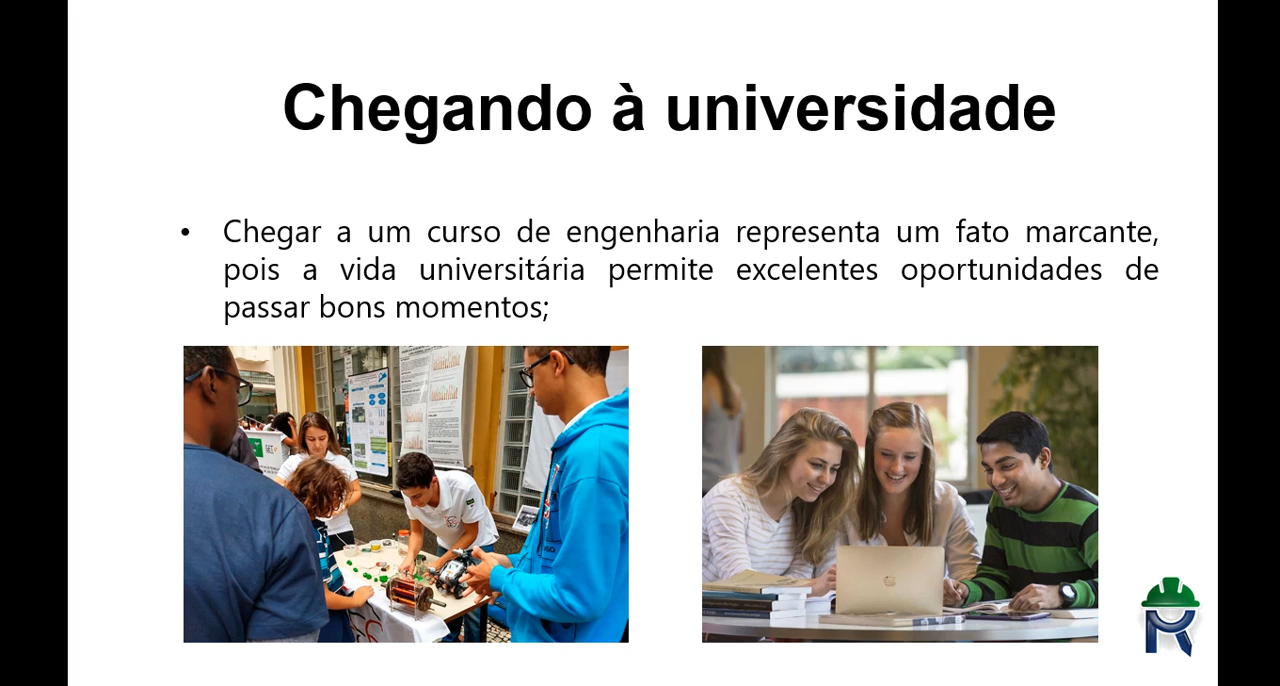 Chegando à universidade
• Chegar a um curso de engenharia representa um fato marcante,
pois a vida universitária permite excelentes oportunidades de
passar bons momentos;